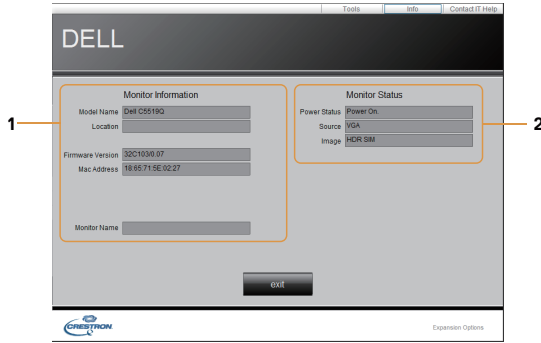 Tools Info Contact IT Help
DELL
Monitor Information
Model Name Dell C5519Q
Location
Firmware Version 32C103/0.07
Mac Address 18:65:71:5E:02:27
Monitor Name
1
Monitor Status
Power Status Power On.
Source VGA
Image HDR SIM
2
exit
CRESTRON
Expansion Options